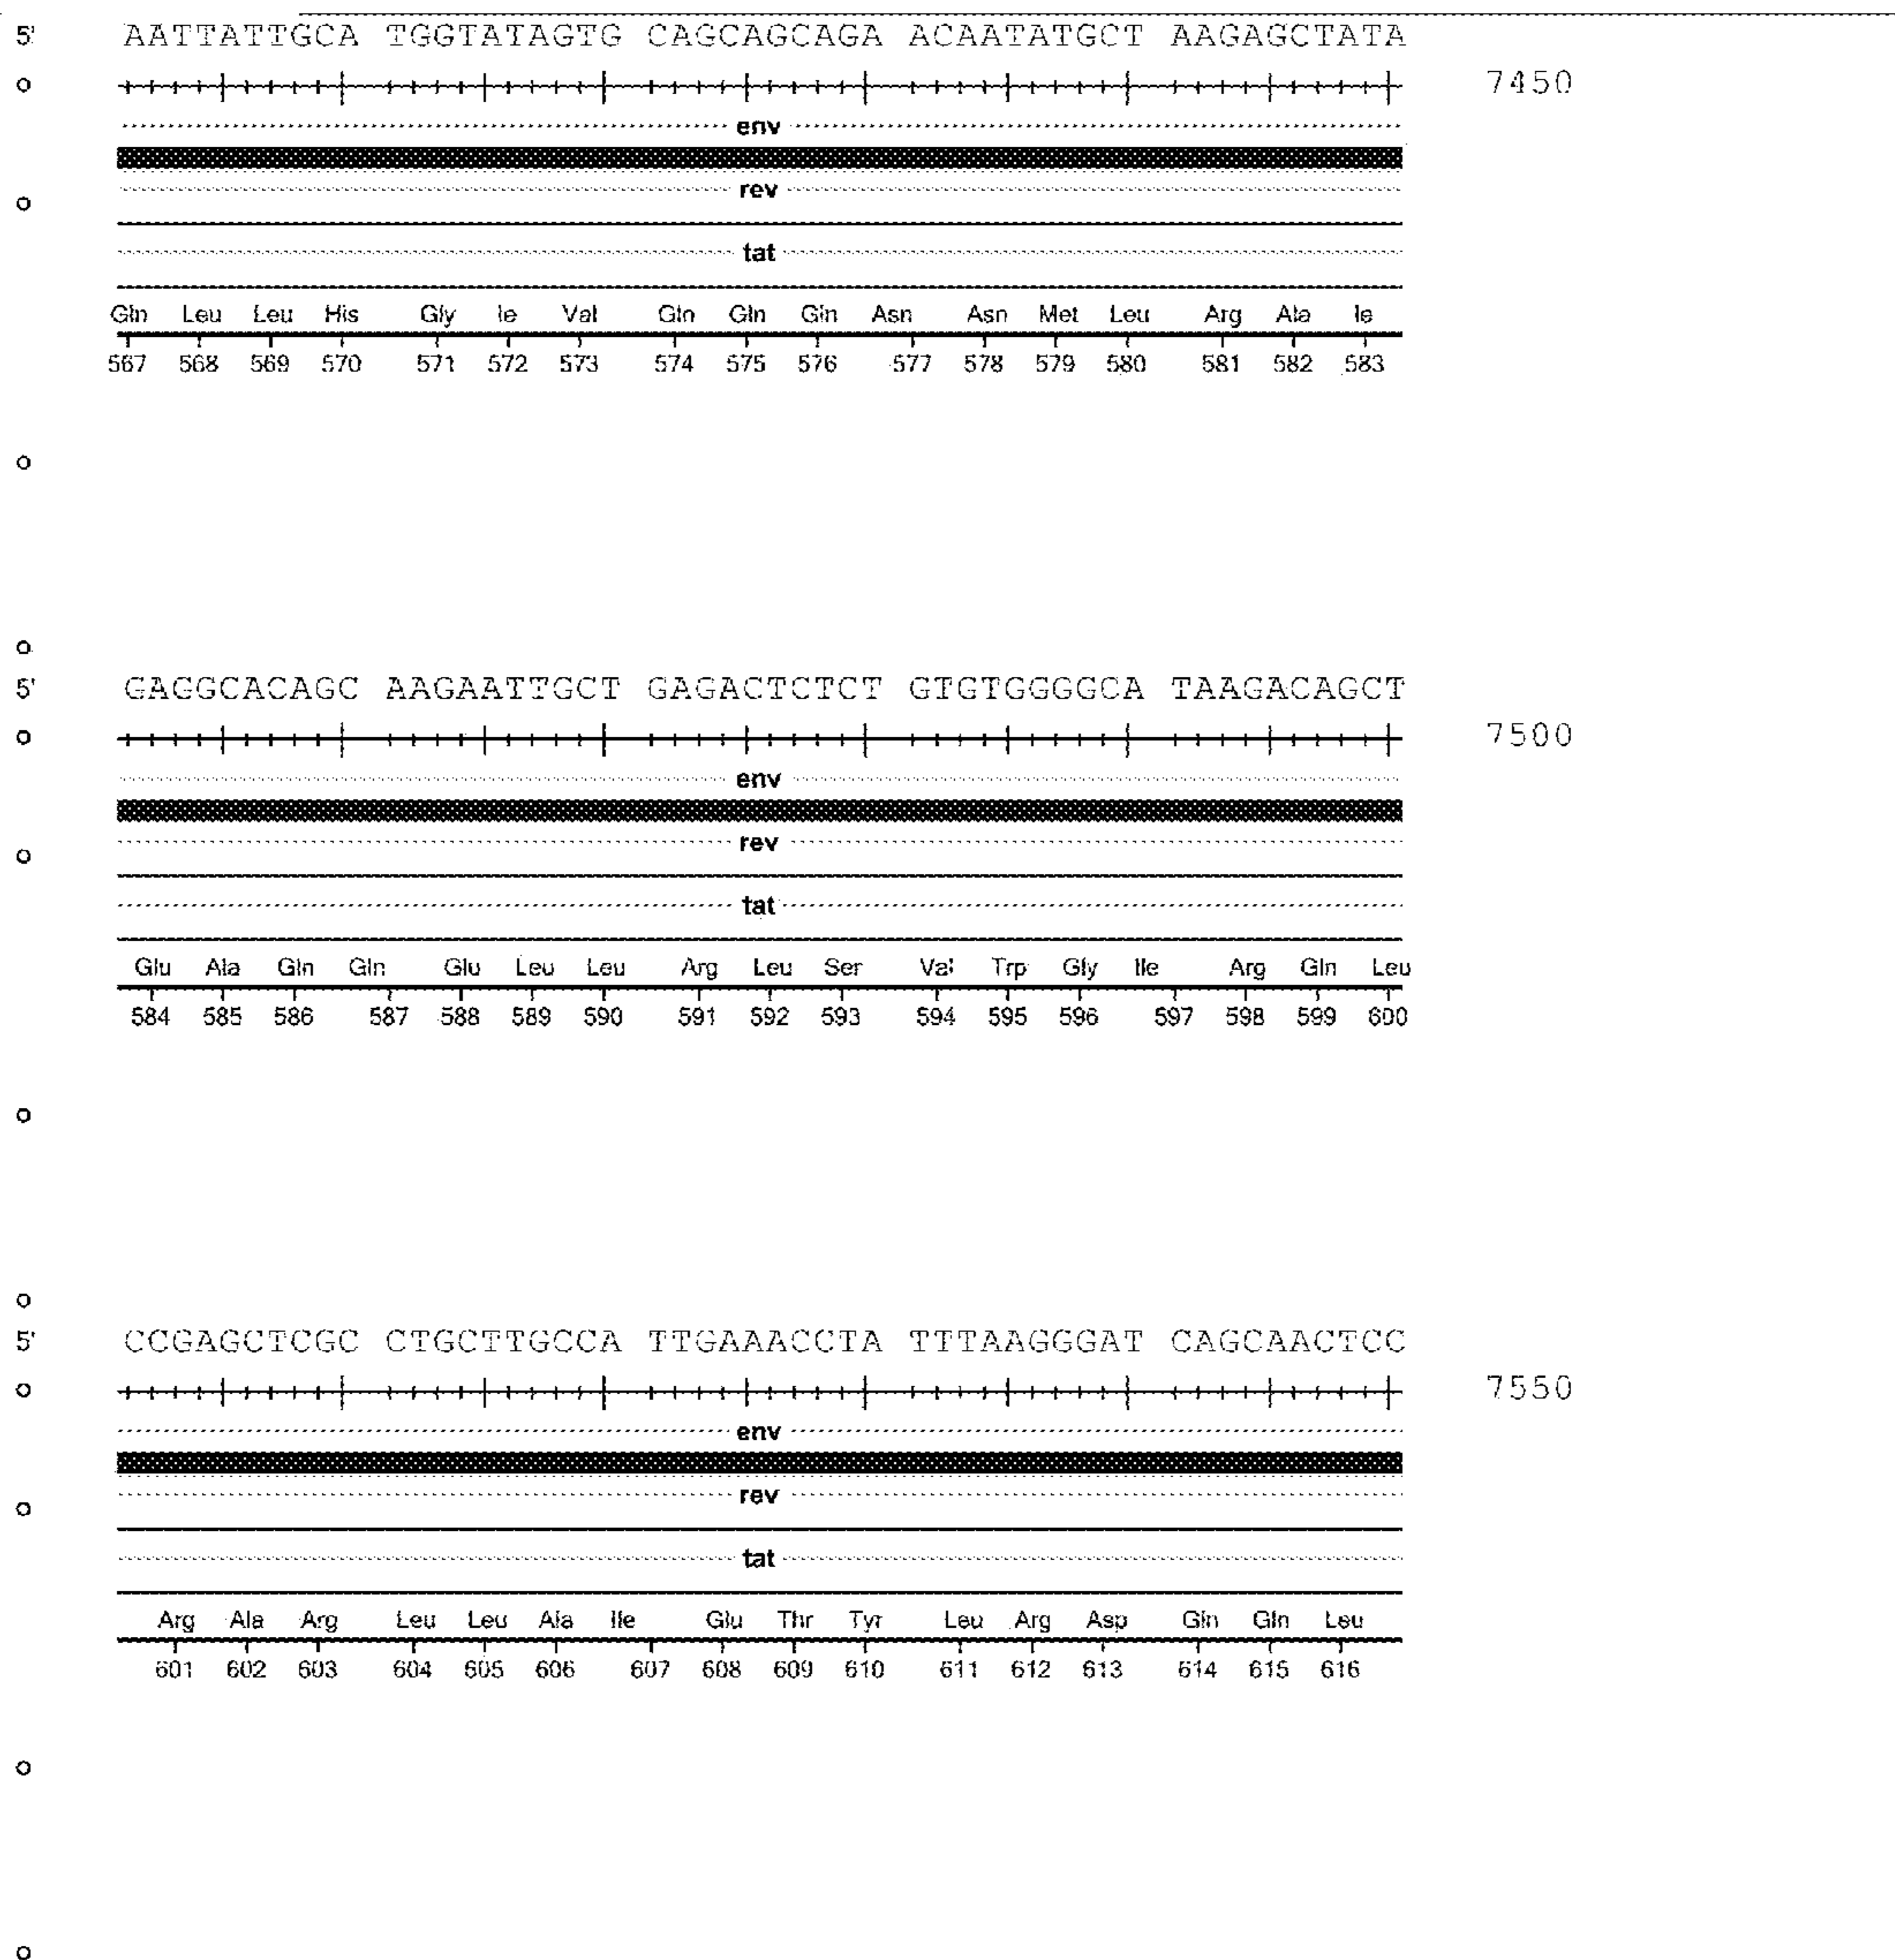 5' AATTATTGCA TGGTATAGTG CAGCAGCAGA ACAATATGCT AAGAGCTATA
7450
env
rev
tat
Gln Leu Leu His Gly Ie Val Gln Gln Gln Asn Asn Met Leu Arg Ala Ie
567 568 569 570 571 572 573 574 575 576 577 578 579 580 581 582 583
5' GAGGCACAGC AAGAATTGCT GAGACTCTCT GTGTGGGGCA TAAGACAGCT
7500
env
rev
tat
Glu Ala Gln Gln Glu Leu Leu Arg Leu Ser Val Trp Gly Ile Arg Gln Leu
584 585 586 587 588 589 590 591 592 593 594 595 596 597 598 599 600
5' CCGAGCTCGC CTGCTTGCCA TTGAAACCTA TTTAAGGGAT CAGCAACTCC
7550
env
rev
tat
Arg Ala Arg Leu Leu Ala Ile Glu Thr Tyr Leu Arg Asp Gln Gln Leu
601 602 603 604 605 606 607 608 609 610 611 612 613 614 615 616